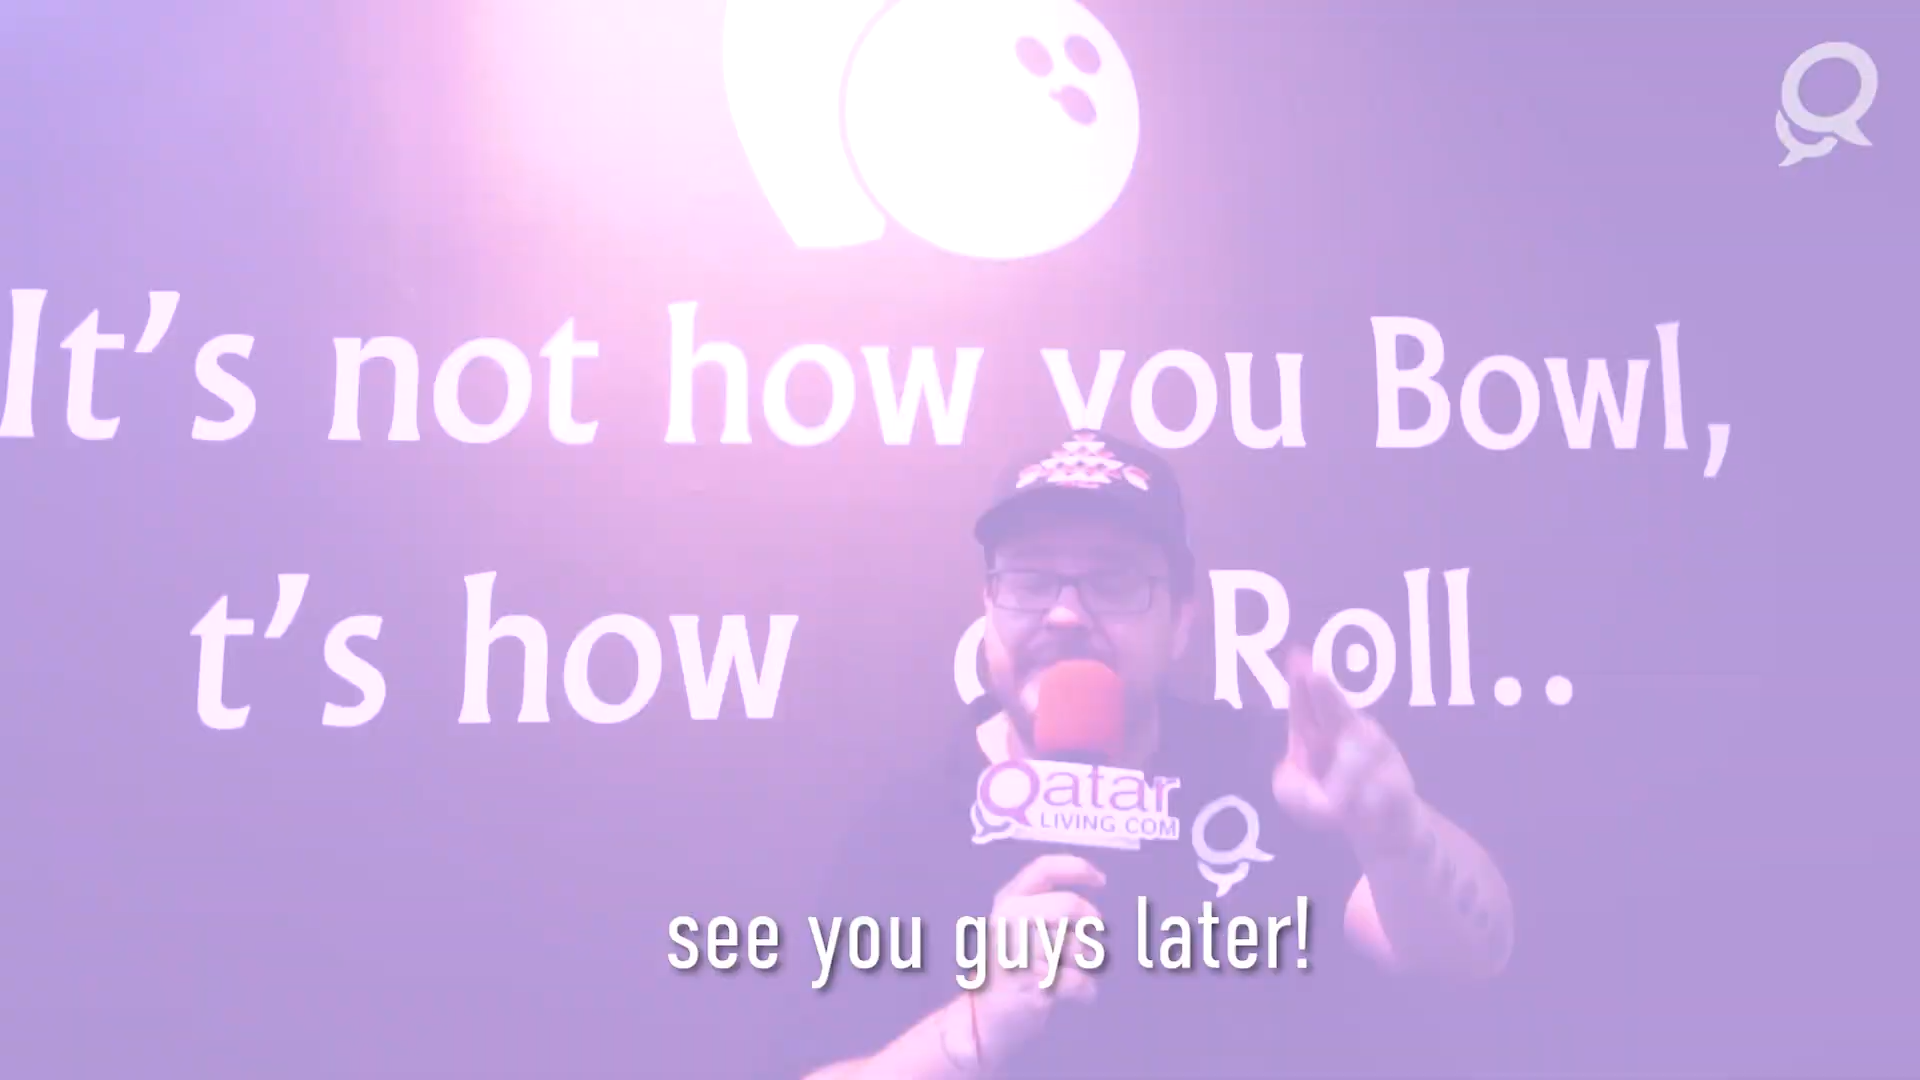 It's not how you Bowl,
t's how Roll..
Qatar
LIVING.COM
see you guys later!